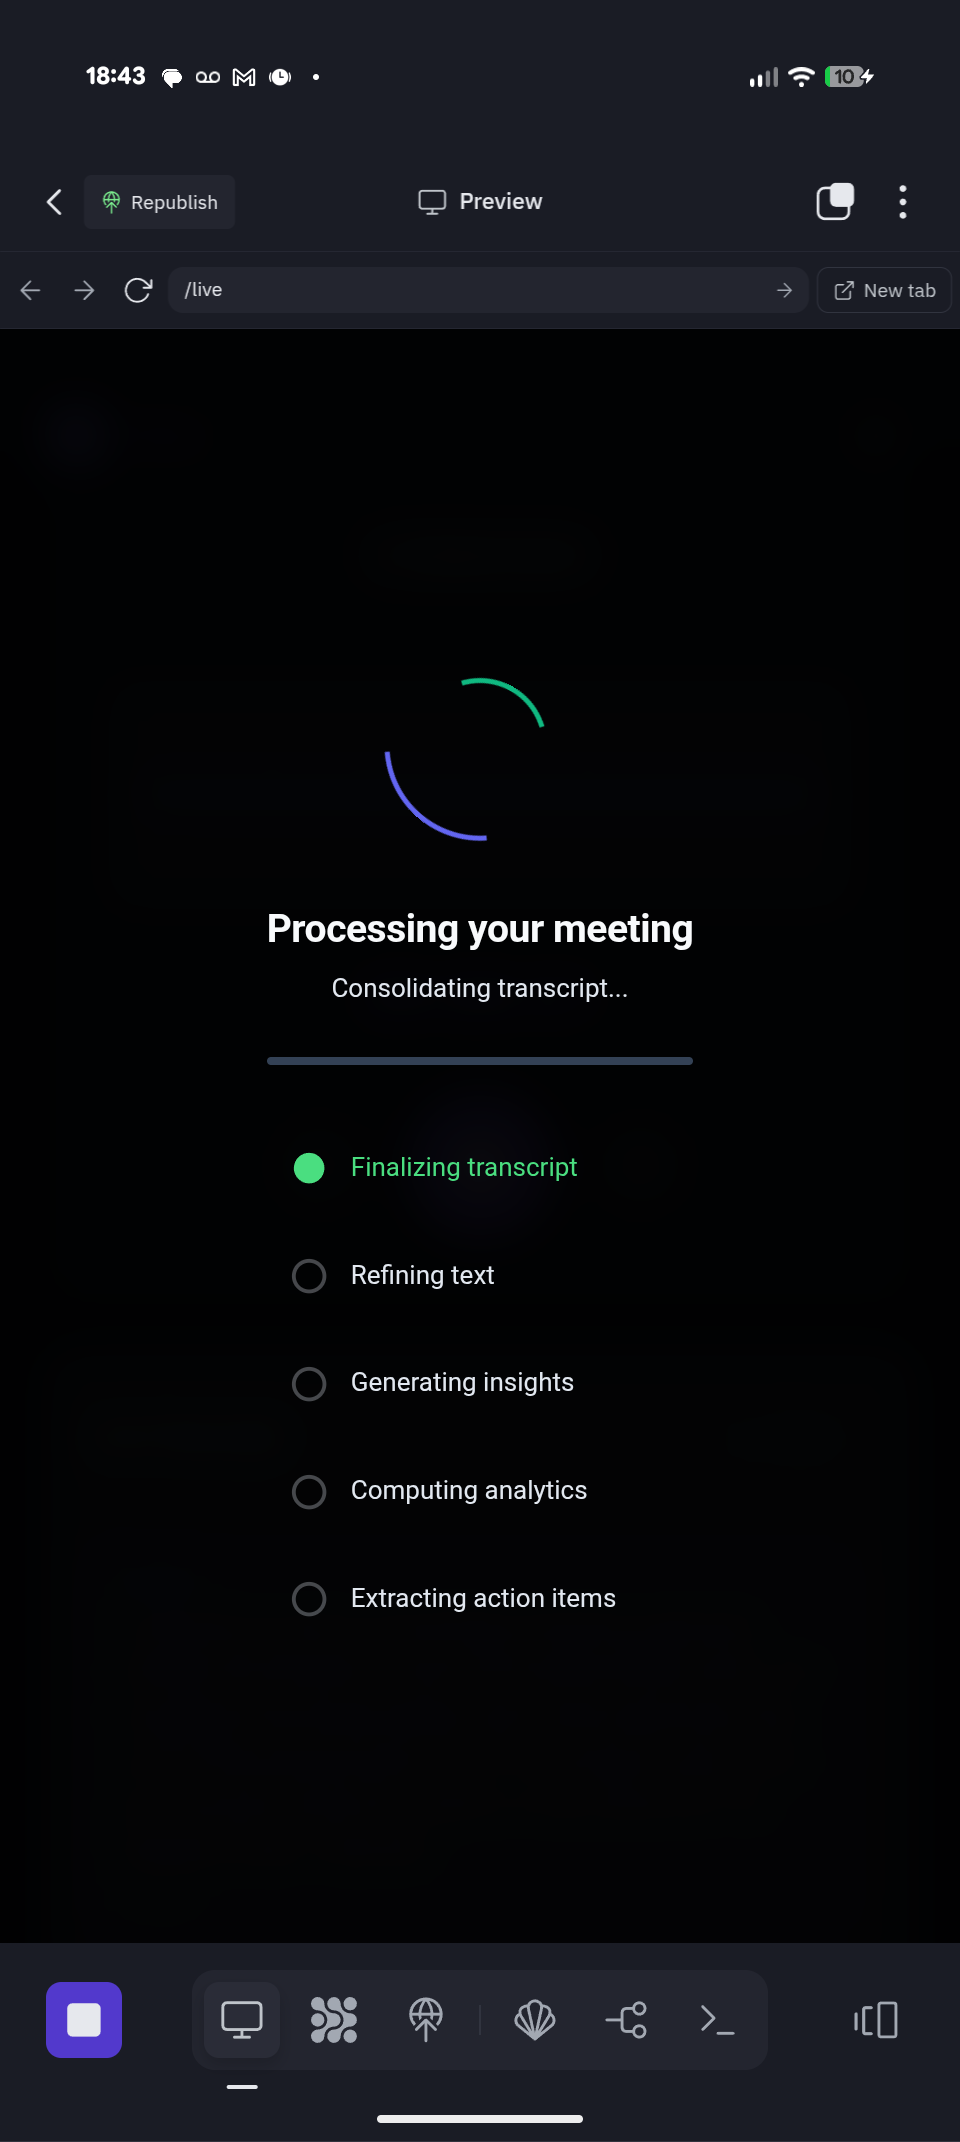 18:43
10
Republish
Preview
/live
New tab
Processing your meeting
Consolidating transcript...
Finalizing transcript
Refining text
Generating insights
Computing analytics
Extracting action items